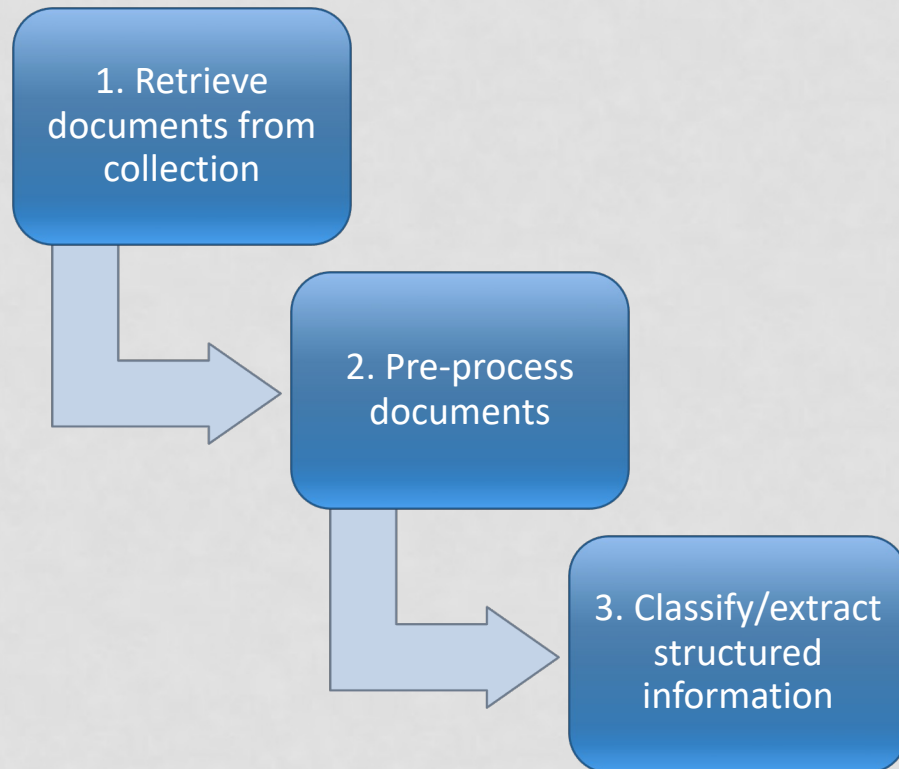 1. Retrieve
documents from
collection
2. Pre-process
documents
3. Classify/extract
structured
information